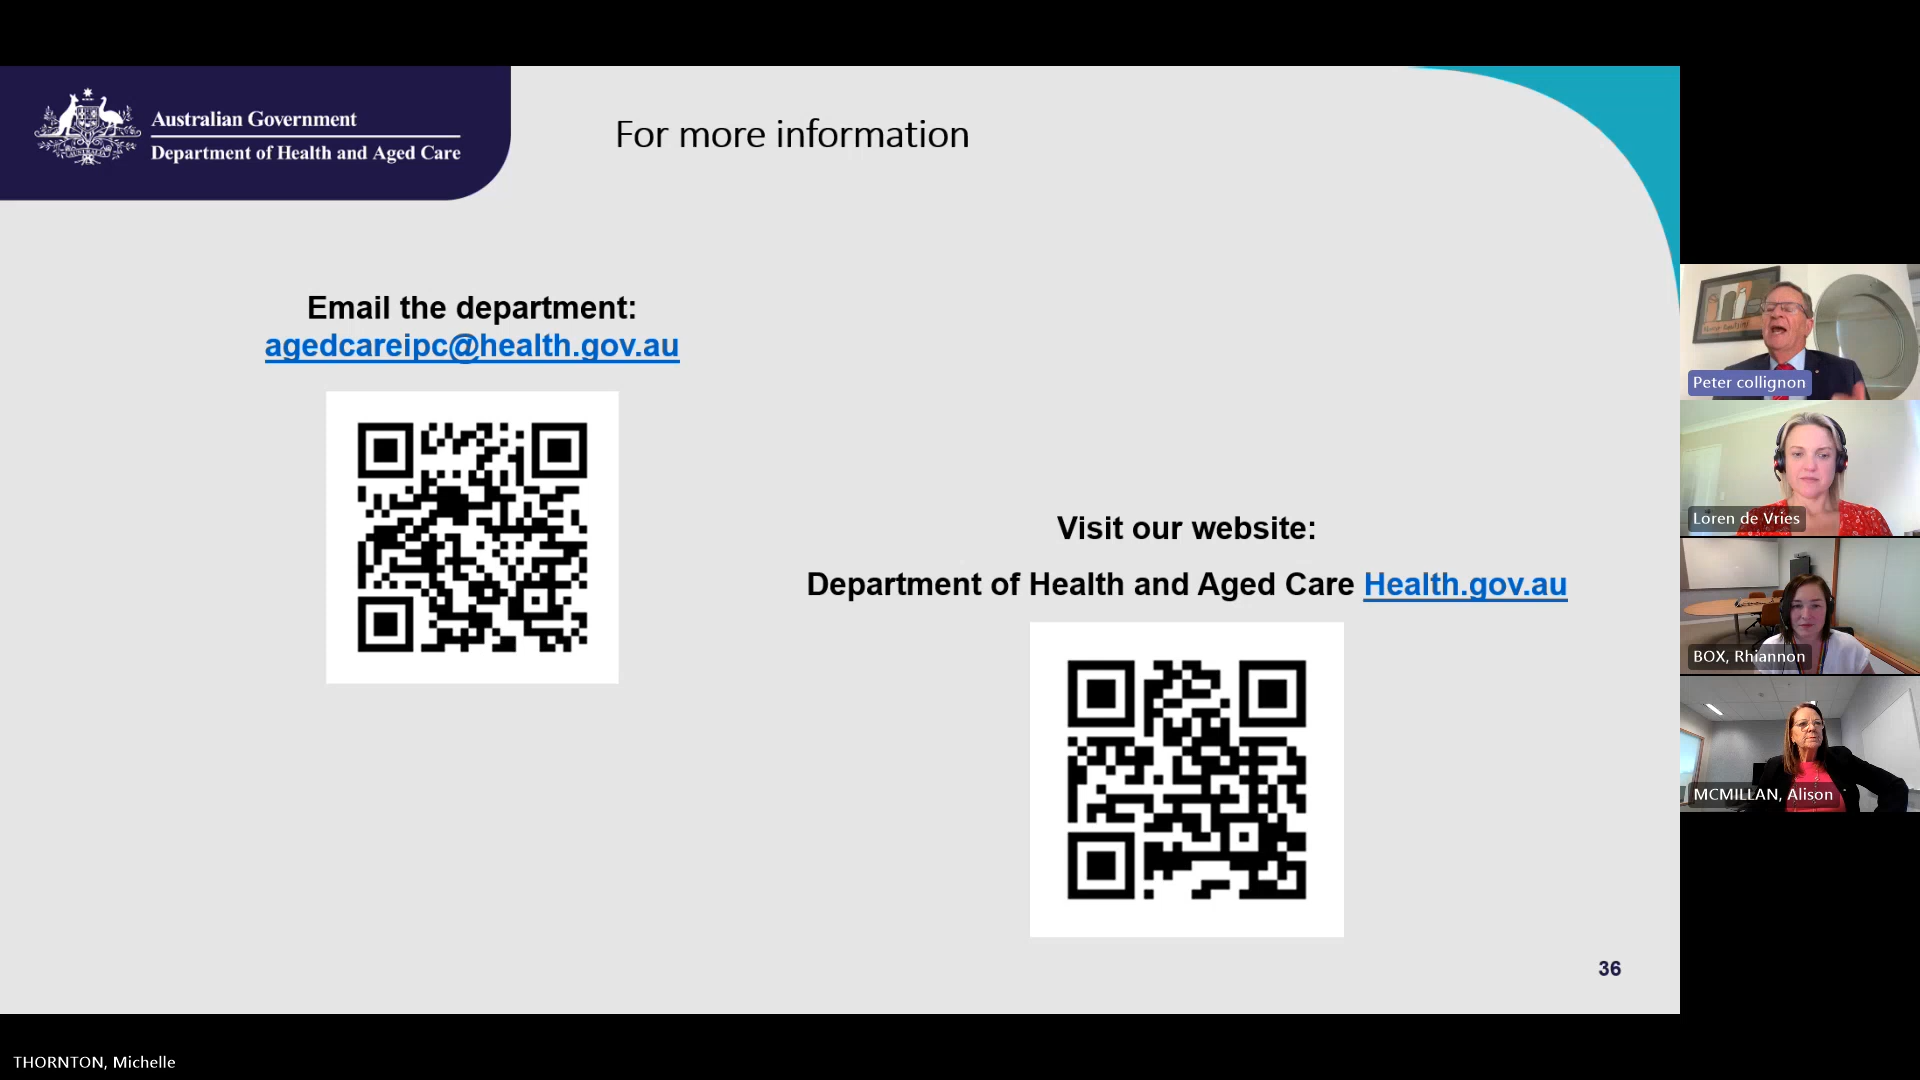 Australian Government
Department of Health and Aged Care
For more information
Email the department:
agedcareipc@health.gov.au
Visit our website:
Department of Health and Aged Care Health.gov.au
36
Peter collignon
Loren de Vries
BOX, Rhiannon
MCMILLAN, Alison
THORNTON, Michelle